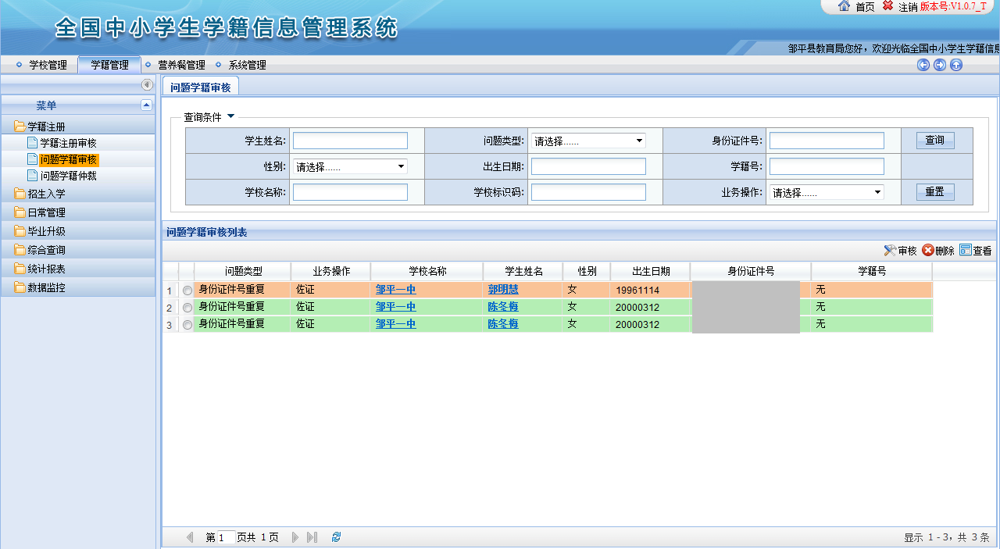 首页 注销 版本号:V1.0.7_T
全国中小学生学籍信息管理系统
邹平县教育局您好，欢迎光临全国中小学生学籍信息
学校管理 学籍管理 营养餐管理 系统管理
问题学籍审核
菜单
学籍注册
学籍注册审核
问题学籍审核
问题学籍仲裁
招生入学
日常管理
毕业升级
综合查询
统计报表
数据监控
查询条件
学生姓名: 问题类型: 请选择...... 身份证件号: 查询
性别: 请选择...... 出生日期: 学籍号:
学校名称: 学校标识码: 业务操作: 请选择...... 重置
问题学籍审核列表
审核 删除 查看
问题类型 业务操作 学校名称 学生姓名 性别 出生日期 身份证件号 学籍号
1 身份证件号重复 佐证 邹平一中 郭明慧 女 19961114 无
2 身份证件号重复 佐证 邹平一中 陈冬梅 女 20000312 无
3 身份证件号重复 佐证 邹平一中 陈冬梅 女 20000312 无
第 1 页共 1 页
显示 1 - 3，共 3 条